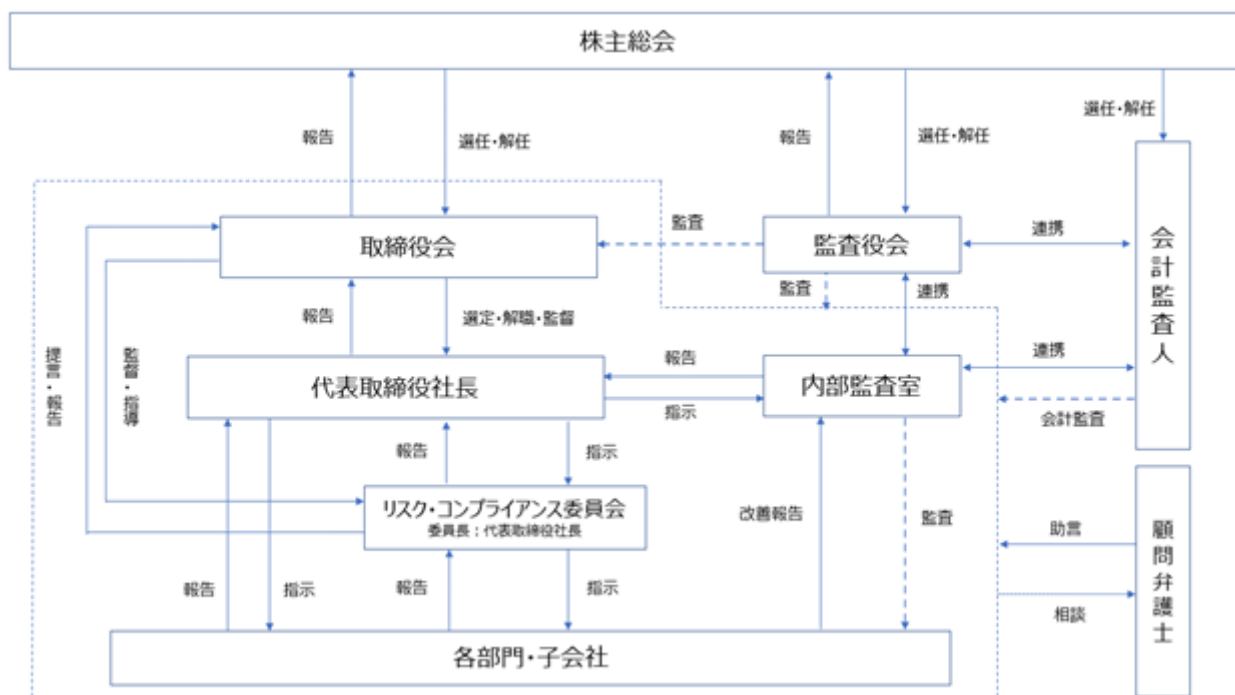 株主総会
報告
選任・解任
報告
選任・解任
選任・解任
取締役会
監査
監査役会
連携
会計監査人
監査
連携
報告
選定・解職・監督
提言・報告
監督・指導
代表取締役社長
報告
指示
内部監査室
連携
会計監査
報告
指示
リスク・コンプライアンス委員会
委員長：代表取締役社長
改善報告
監査
助言
顧問弁護士
報告
指示
報告
指示
相談
各部門・子会社